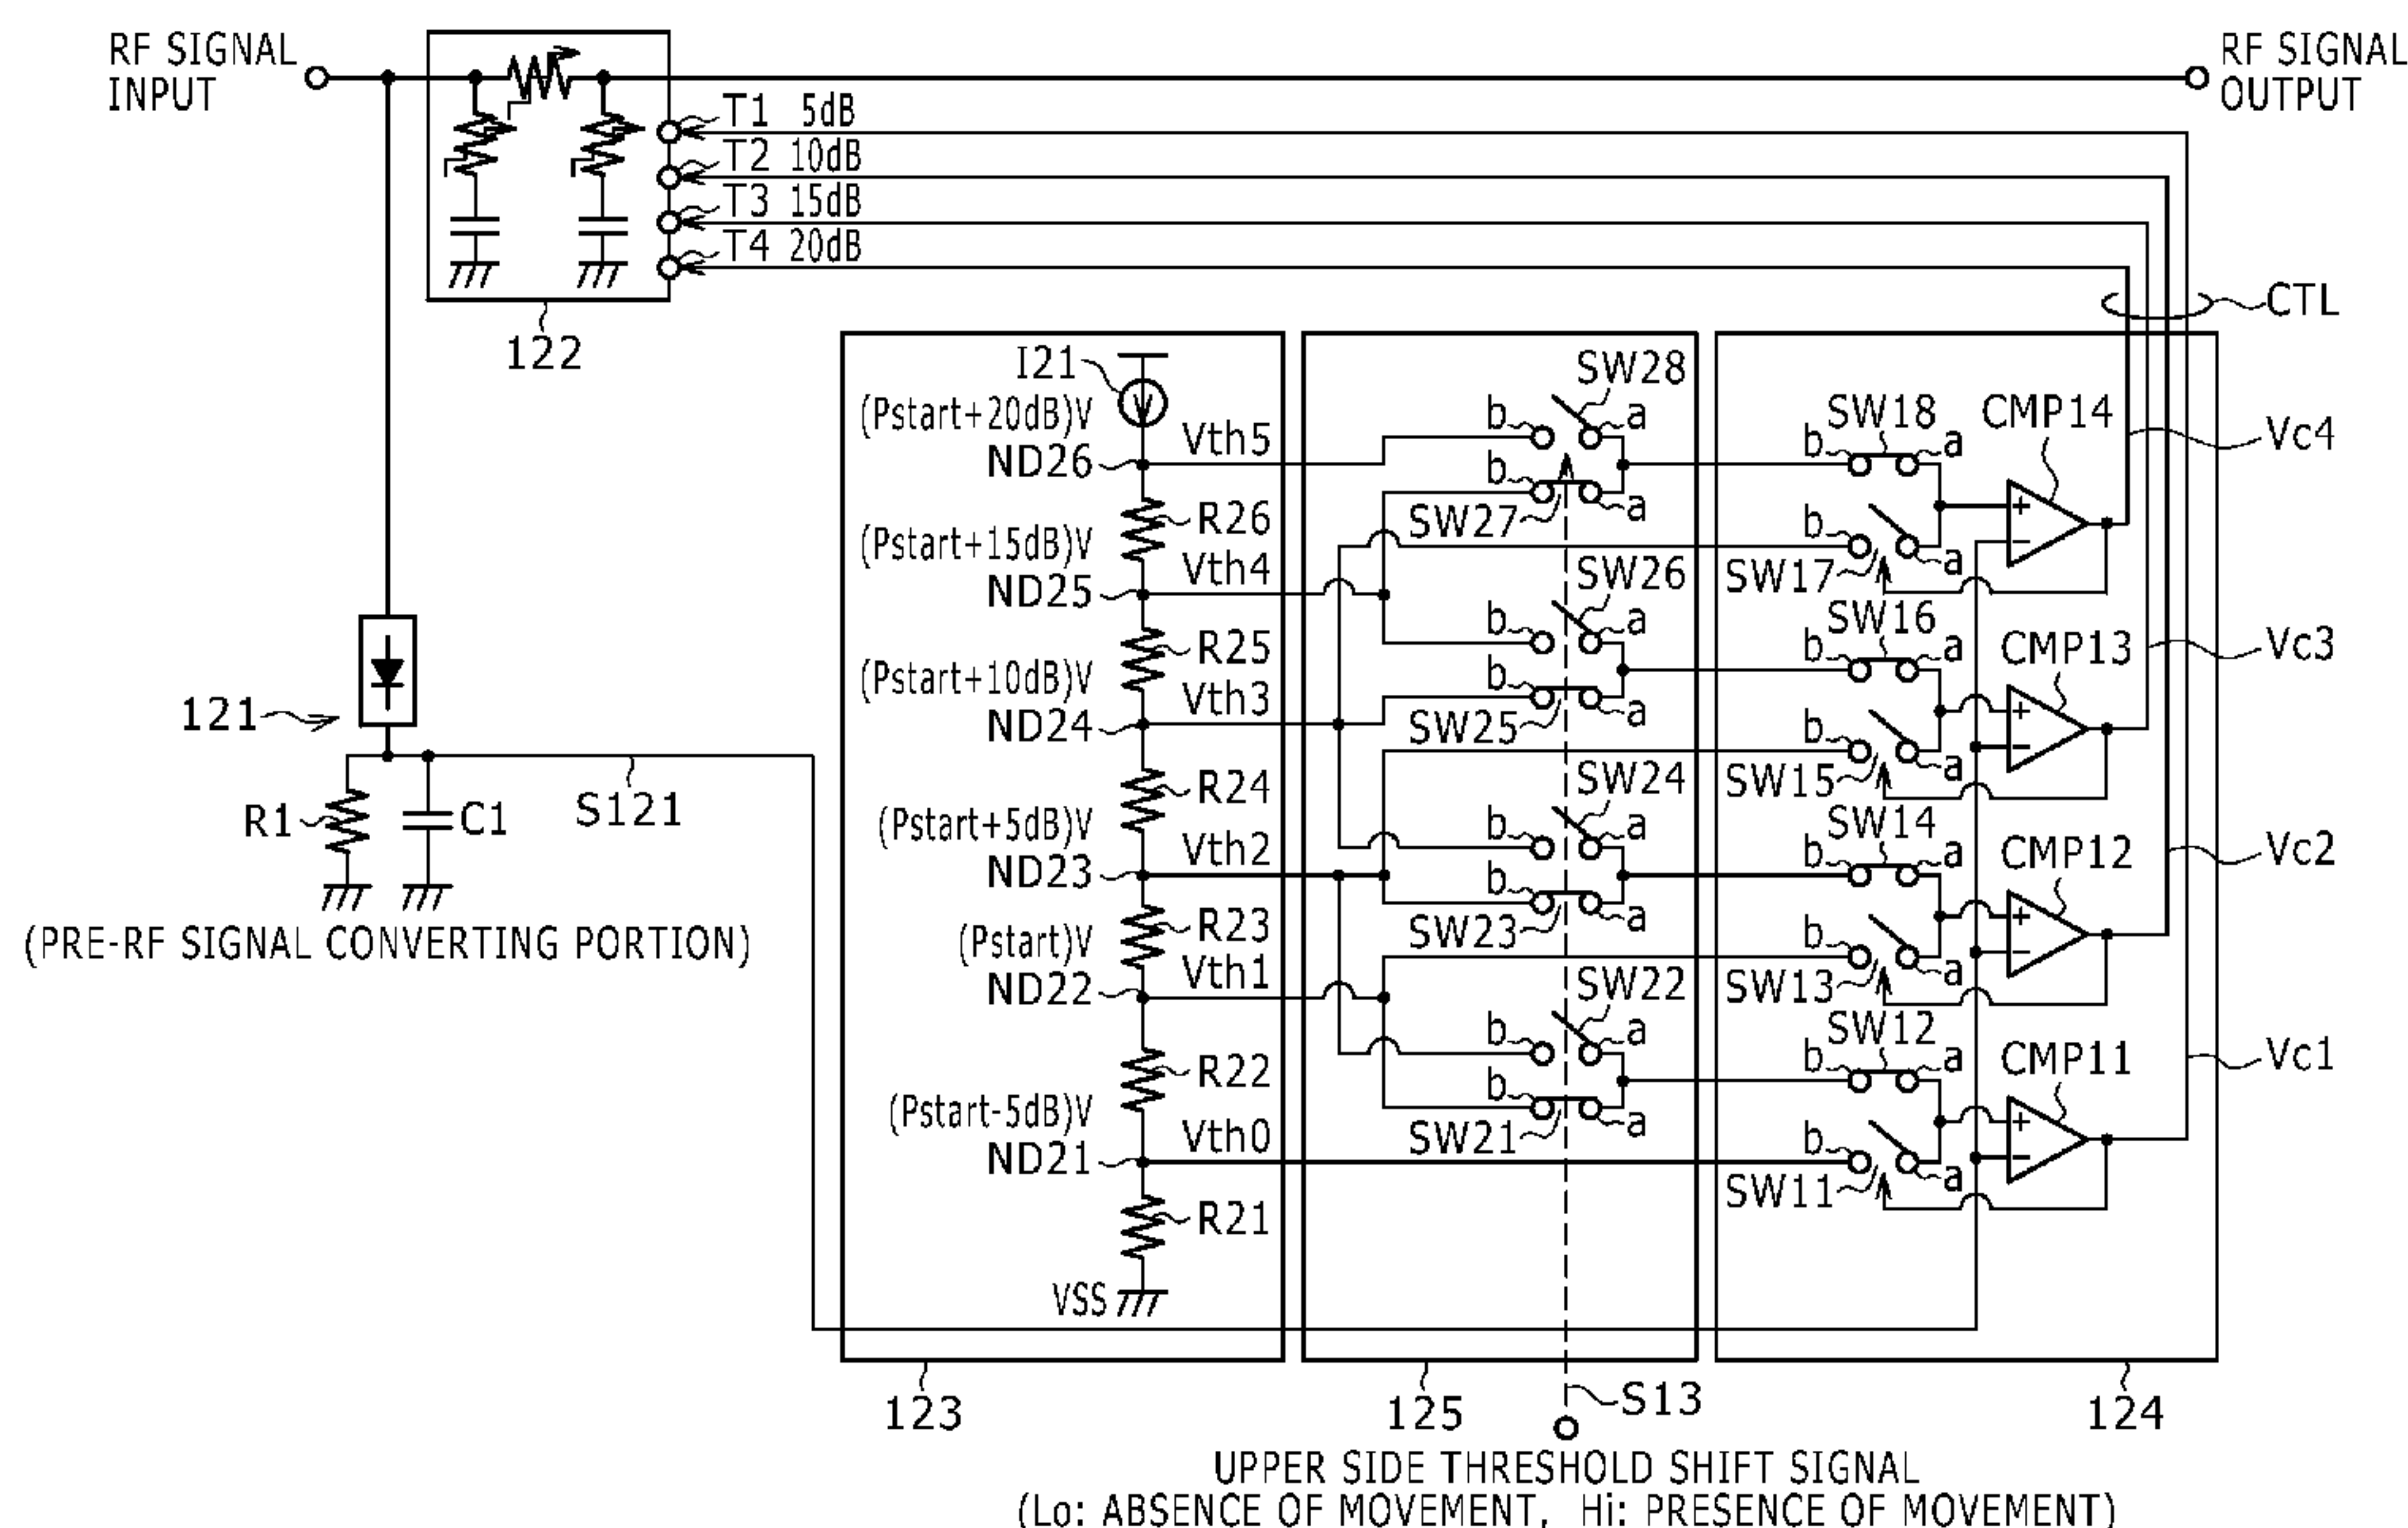 RF SIGNAL
INPUT
RF SIGNAL
OUTPUT
T1 5dB
T2 10dB
T3 15dB
T4 20dB
122
CTL
I21
(Pstart+20dB)V
ND26
Vth5
R26
(Pstart+15dB)V
ND25
Vth4
R25
(Pstart+10dB)V
ND24
Vth3
R24
(Pstart+5dB)V
ND23
Vth2
R23
(Pstart)V
ND22
Vth1
R22
(Pstart-5dB)V
ND21
Vth0
R21
VSS
121
R1
C1
S121
(PRE-RF SIGNAL CONVERTING PORTION)
SW28
b
a
b
a
SW27
SW26
b
a
b
a
SW25
SW24
b
a
b
a
SW23
SW22
b
a
b
a
SW21
SW18
b
a
CMP14
+
−
b
a
SW17
Vc4
SW16
b
a
CMP13
+
−
b
a
SW15
Vc3
SW14
b
a
CMP12
+
−
b
a
SW13
Vc2
SW12
b
a
CMP11
+
−
b
a
SW11
Vc1
123
125
S13
124
UPPER SIDE THRESHOLD SHIFT SIGNAL
(Lo: ABSENCE OF MOVEMENT, Hi: PRESENCE OF MOVEMENT)